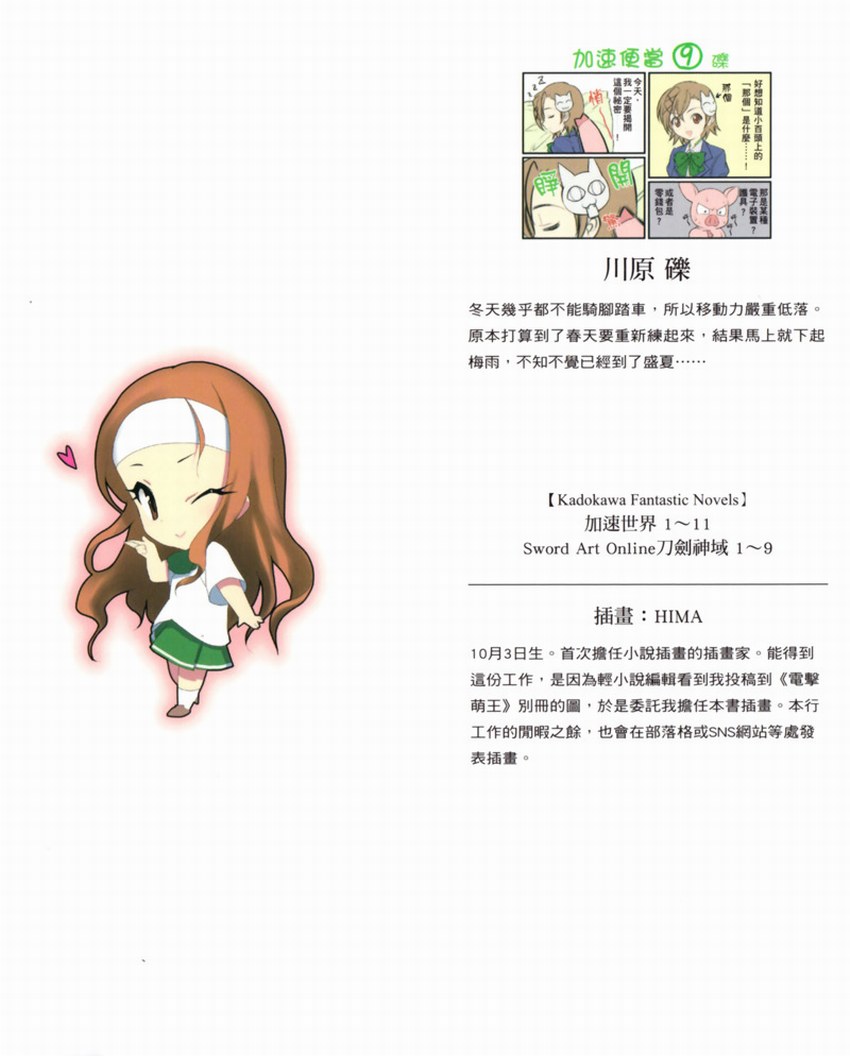 加速便當 ⑨ 礫
好想知道小百頭上的
「那個」是什麼……！
那個
那是某種
電子裝置？
護具？
或者是
零錢包？
今天，
我一定要揭開
這個祕密
！
zzz
悄
開
睜
川原 礫
冬天幾乎都不能騎腳踏車，所以移動力嚴重低落。
原本打算到了春天要重新練起來，結果馬上就下起
梅雨，不知不覺已經到了盛夏……
【Kadokawa Fantastic Novels】
加速世界 1～11
Sword Art Online刀劍神域 1～9
插畫：HIMA
10月3日生。首次擔任小說插畫的插畫家。能得到
這份工作，是因為輕小說編輯看到我投稿到《電擊
萌王》別冊的圖，於是委託我擔任本書插畫。本行
工作的閒暇之餘，也會在部落格或SNS網站等處發
表插畫。